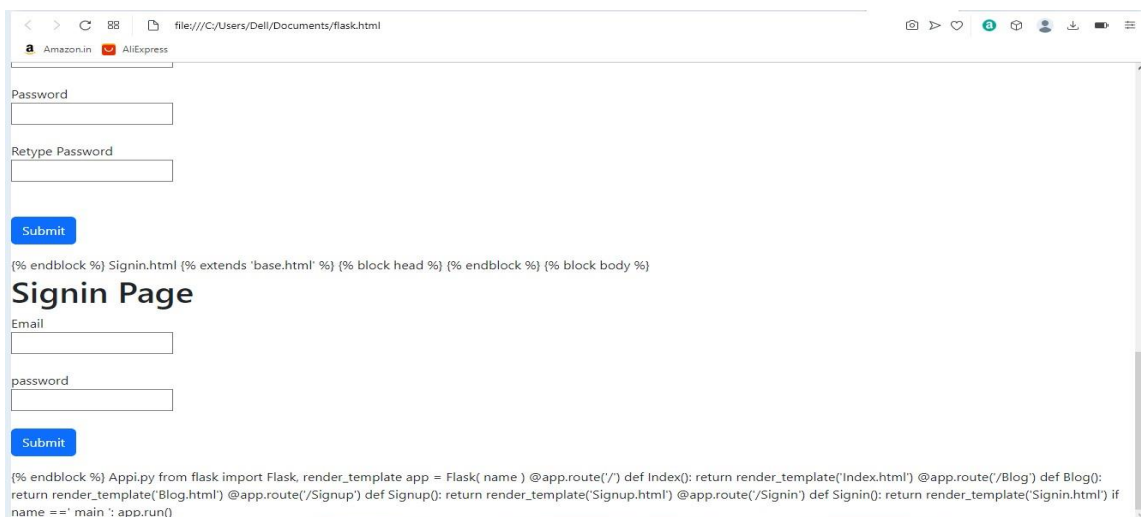 file:///C:/Users/Dell/Documents/flask.html
a Amazon.in AliExpress
Password
Retype Password
Submit
{% endblock %} Signin.html {% extends 'base.html' %} {% block head %} {% endblock %} {% block body %}
Signin Page
Email
password
Submit
{% endblock %} Appi.py from flask import Flask, render_template app = Flask( name ) @app.route('/') def Index(): return render_template('Index.html') @app.route('/Blog') def Blog():
return render_template('Blog.html') @app.route('/Signup') def Signup(): return render_template('Signup.html') @app.route('/Signin') def Signin(): return render_template('Signin.html') if
name ==' main ': app.run()